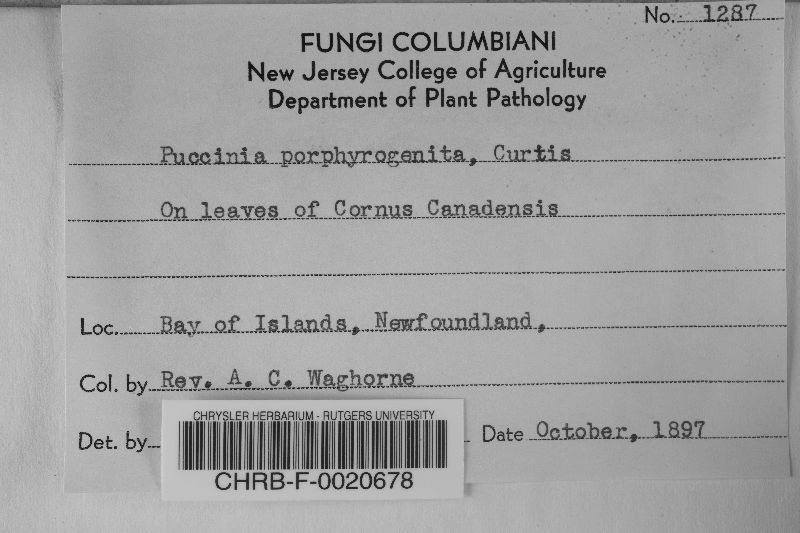 No. 1287
FUNGI COLUMBIANI
New Jersey College of Agriculture
Department of Plant Pathology
Puccinia porphyrogenita, Curtis
On leaves of Cornus Canadensis
Loc. Bay of Islands, Newfoundland,
Col. by Rev. A. C. Waghorne
Det. by
Date October, 1897
CHRYSLER HERBARIUM - RUTGERS UNIVERSITY
CHRB-F-0020678